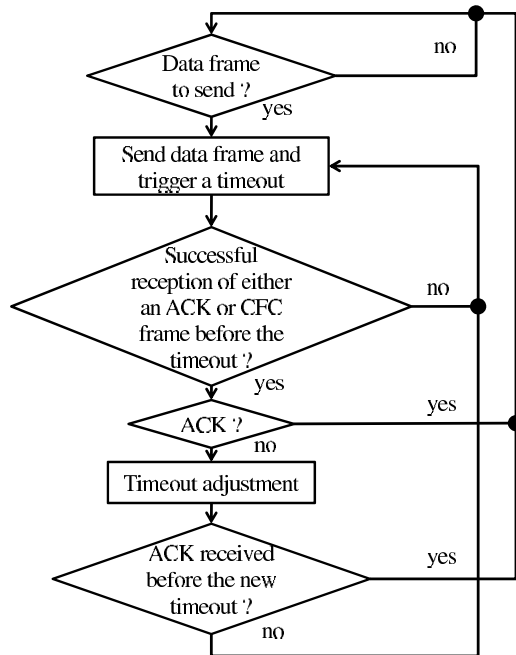 Data frame
to send ?
no
yes
Send data frame and
trigger a timeout
Successful
reception of either
an ACK or CFC
frame before the
timeout ?
no
yes
ACK ?
yes
no
Timeout adjustment
ACK received
before the new
timeout ?
yes
no